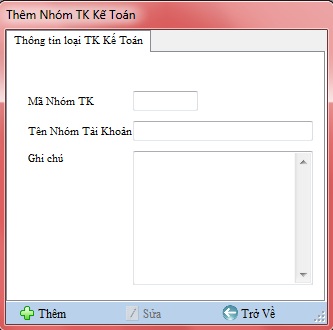 Thêm Nhóm TK Kế Toán
Thông tin loại TK Kế Toán
Mã Nhóm TK
Tên Nhóm Tài Khoản
Ghi chú
Thêm
Sửa
Trở Về